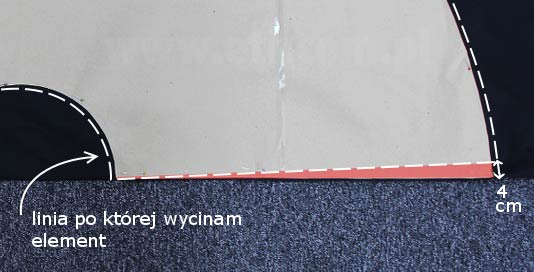 4
cm
linia po której wycinam
element